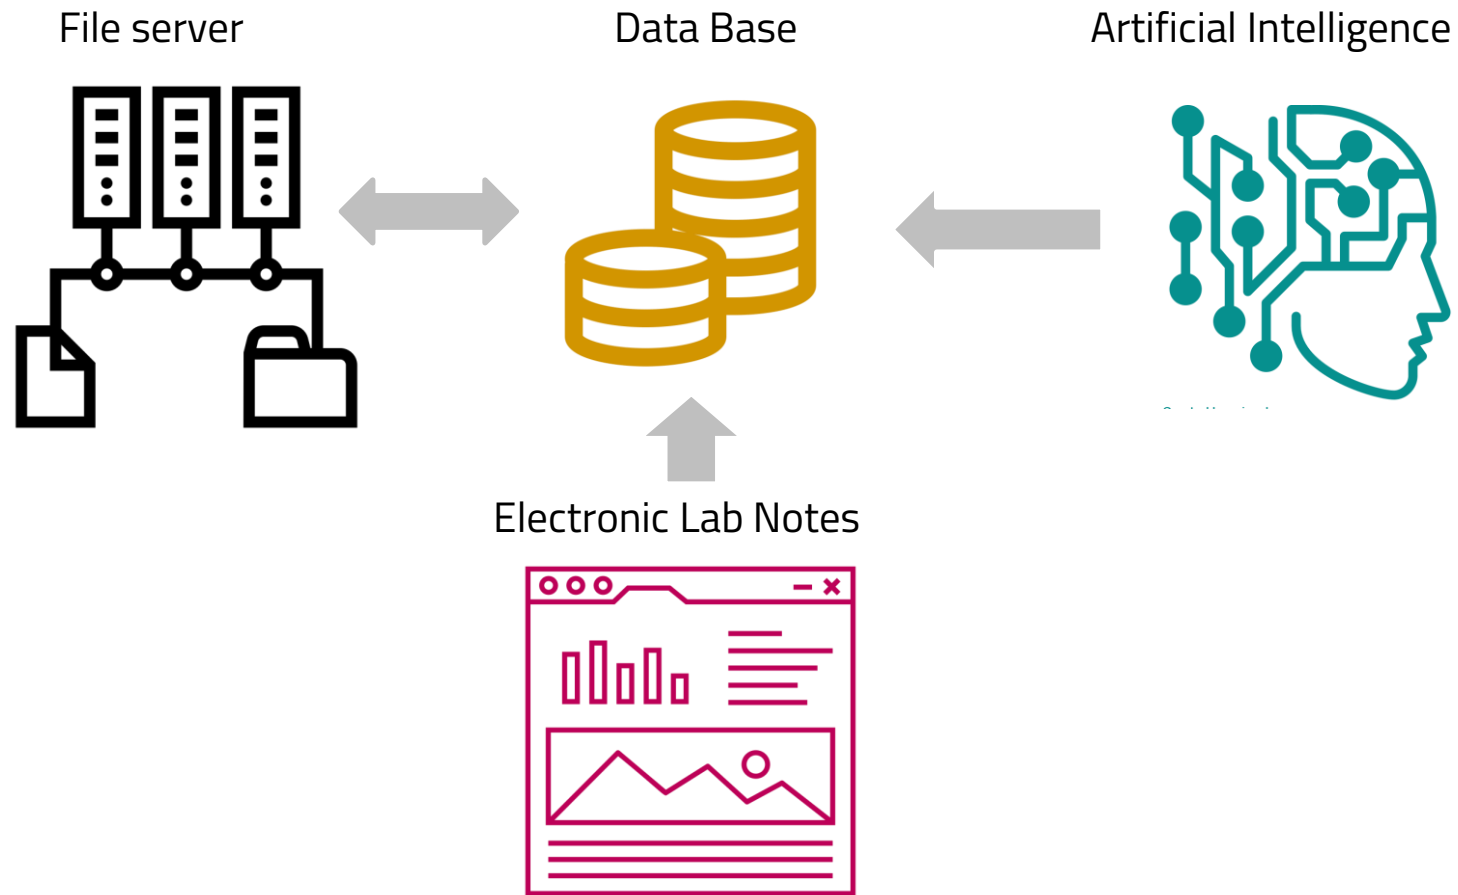 File server
Data Base
Artificial Intelligence
Electronic Lab Notes